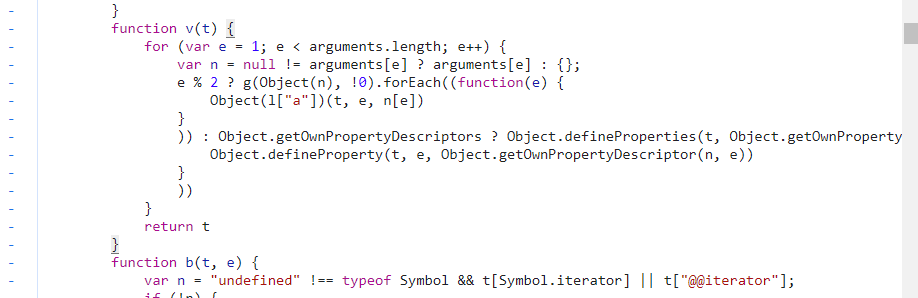 }
function v(t) {
for (var e = 1; e < arguments.length; e++) {
var n = null != arguments[e] ? arguments[e] : {};
e % 2 ? g(Object(n), !0).forEach((function(e) {
Object(l["a"])(t, e, n[e])
}
)) : Object.getOwnPropertyDescriptors ? Object.defineProperties(t, Object.getOwnProperty
Object.defineProperty(t, e, Object.getOwnPropertyDescriptor(n, e))
}
))
}
return t
}
function b(t, e) {
var n = "undefined" !== typeof Symbol && t[Symbol.iterator] || t["@@iterator"];
if (!n) {